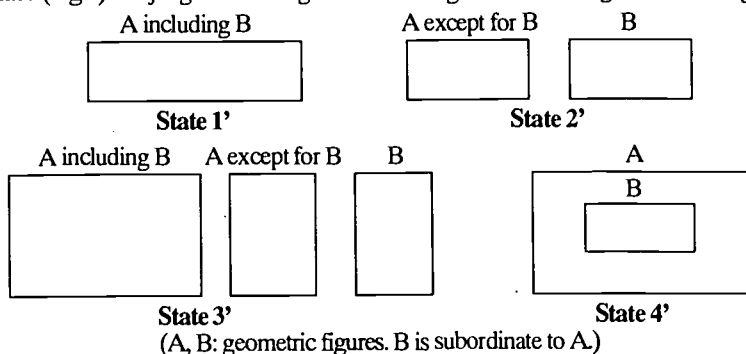 A including B A except for B B
State 1’ State 2’
A including B A except for B B A
B
State 3’ State 4’
(A, B: geometric figures. B is subordinate to A.)